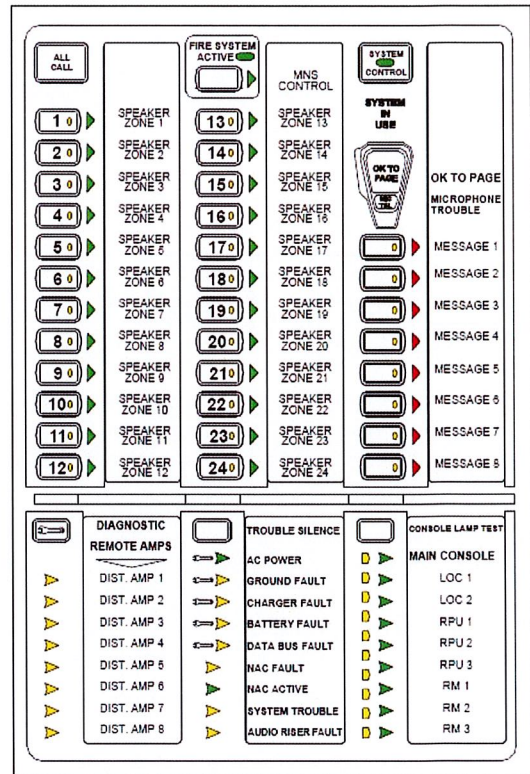 ALL
CALL
FIRE SYSTEM
ACTIVE
MNS
CONTROL
SYSTEM
CONTROL
SYSTEM
IN
USE
OK TO
PAGE
MIC
TBL
OK TO PAGE
MICROPHONE
TROUBLE
1
SPEAKER
ZONE 1
2
SPEAKER
ZONE 2
3
SPEAKER
ZONE 3
4
SPEAKER
ZONE 4
5
SPEAKER
ZONE 5
6
SPEAKER
ZONE 6
7
SPEAKER
ZONE 7
8
SPEAKER
ZONE 8
9
SPEAKER
ZONE 9
10
SPEAKER
ZONE 10
11
SPEAKER
ZONE 11
12
SPEAKER
ZONE 12
13
SPEAKER
ZONE 13
14
SPEAKER
ZONE 14
15
SPEAKER
ZONE 15
16
SPEAKER
ZONE 16
17
SPEAKER
ZONE 17
18
SPEAKER
ZONE 18
19
SPEAKER
ZONE 19
20
SPEAKER
ZONE 20
21
SPEAKER
ZONE 21
22
SPEAKER
ZONE 22
23
SPEAKER
ZONE 23
24
SPEAKER
ZONE 24
MESSAGE 1
MESSAGE 2
MESSAGE 3
MESSAGE 4
MESSAGE 5
MESSAGE 6
MESSAGE 7
MESSAGE 8
DIAGNOSTIC
REMOTE AMPS
DIST. AMP 1
DIST. AMP 2
DIST. AMP 3
DIST. AMP 4
DIST. AMP 5
DIST. AMP 6
DIST. AMP 7
DIST. AMP 8
TROUBLE SILENCE
AC POWER
GROUND FAULT
CHARGER FAULT
BATTERY FAULT
DATA BUS FAULT
NAC FAULT
NAC ACTIVE
SYSTEM TROUBLE
AUDIO RISER FAULT
CONSOLE LAMP TEST
MAIN CONSOLE
LOC 1
LOC 2
RPU 1
RPU 2
RPU 3
RM 1
RM 2
RM 3